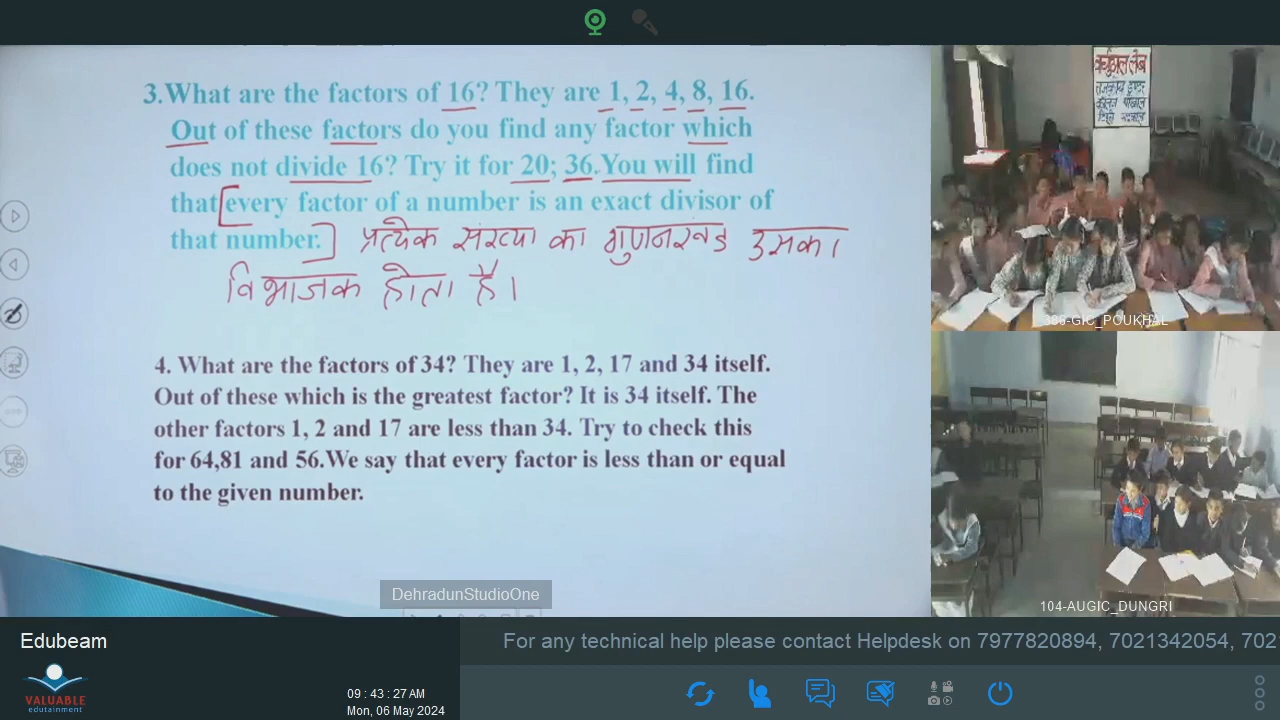 3.What are the factors of 16? They are 1, 2, 4, 8, 16.
Out of these factors do you find any factor which
does not divide 16? Try it for 20; 36.You will find
that every factor of a number is an exact divisor of
that number. प्रत्येक संख्या का गुणनखंड उसका
विभाजक होता है।
4. What are the factors of 34? They are 1, 2, 17 and 34 itself.
Out of these which is the greatest factor? It is 34 itself. The
other factors 1, 2 and 17 are less than 34. Try to check this
for 64,81 and 56.We say that every factor is less than or equal
to the given number.
DehradunStudioOne
वर्चुअल लैब
386-GIC_POUKHAL
104-AUGIC_DUNGRI
Edubeam
For any technical help please contact Helpdesk on 7977820894, 7021342054, 702
VALUABLE
edutainment
09 : 43 : 27 AM
Mon, 06 May 2024